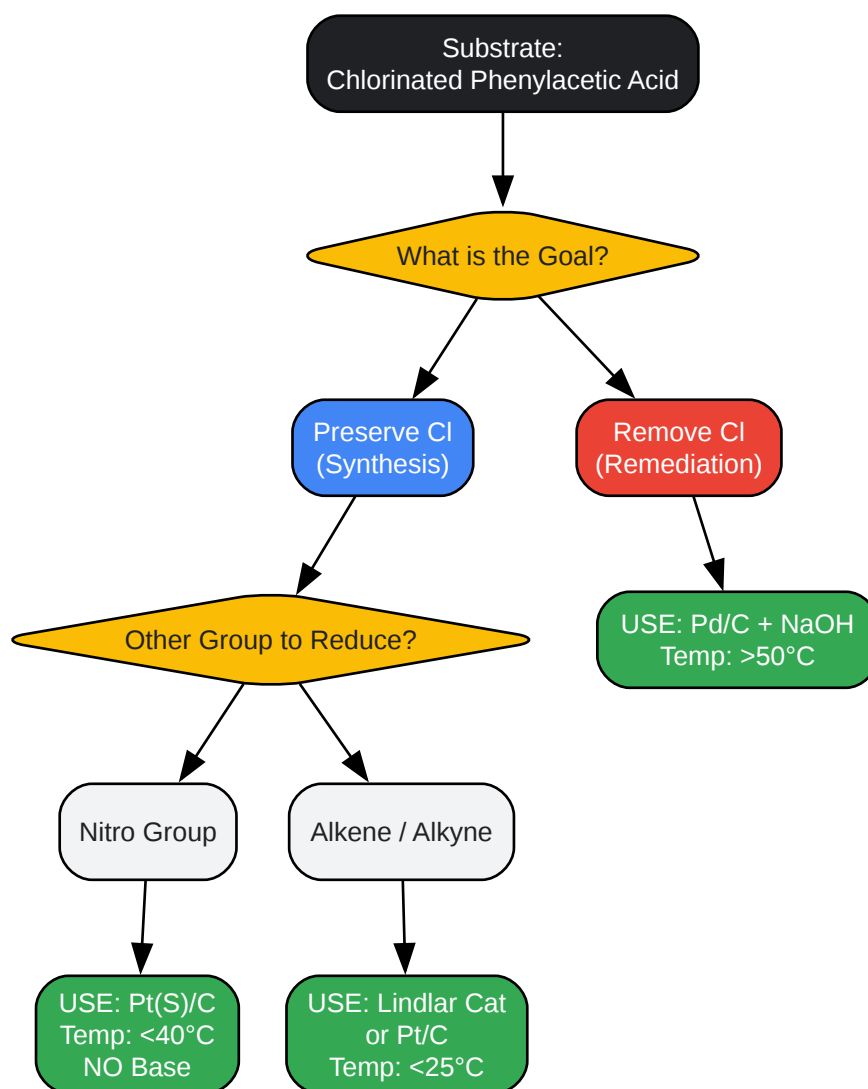 Substrate:
Chlorinated Phenylacetic Acid
What is the Goal?
Preserve Cl
(Synthesis)
Remove Cl
(Remediation)
Other Group to Reduce?
USE: Pd/C + NaOH
Temp: >50°C
Nitro Group
Alkene / Alkyne
USE: Pt(S)/C
Temp: <40°C
NO Base
USE: Lindlar Cat
or Pt/C
Temp: <25°C